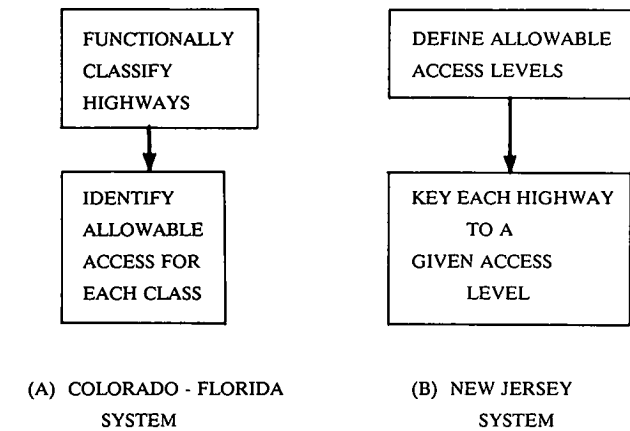 FUNCTIONALLY
CLASSIFY
HIGHWAYS
IDENTIFY
ALLOWABLE
ACCESS FOR
EACH CLASS
(A) COLORADO - FLORIDA
SYSTEM
DEFINE ALLOWABLE
ACCESS LEVELS
KEY EACH HIGHWAY
TO A
GIVEN ACCESS
LEVEL
(B) NEW JERSEY
SYSTEM